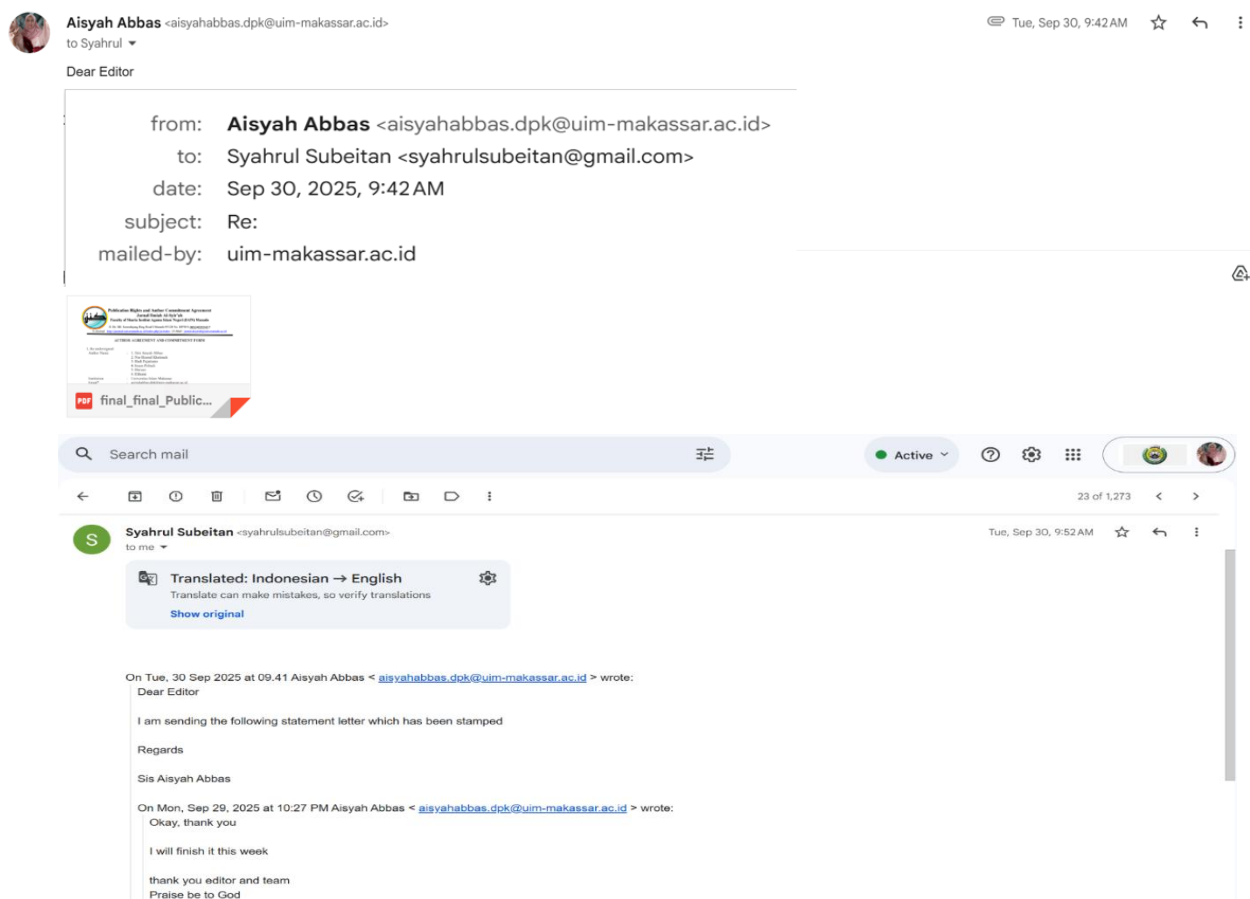 Aisyah Abbas <aisyahabbas.dpk@uim-makassar.ac.id>
Tue, Sep 30, 9:42 AM
to Syahrul
Dear Editor
from: Aisyah Abbas <aisyahabbas.dpk@uim-makassar.ac.id>
to: Syahrul Subeitan <syahrulsubeitan@gmail.com>
date: Sep 30, 2025, 9:42 AM
subject: Re:
mailed-by: uim-makassar.ac.id
Publication Rights and Author Commitment Agreement
AUTHOR AGREEMENT AND COMMITMENT FORM
PDF final_final_Public...
Search mail
Active
23 of 1,273
Syahrul Subeitan <syahrulsubeitan@gmail.com>
Tue, Sep 30, 9:52 AM
S
to me
Translated: Indonesian → English
Translate can make mistakes, so verify translations
Show original
On Tue, 30 Sep 2025 at 09.41 Aisyah Abbas < aisyahabbas.dpk@uim-makassar.ac.id > wrote:
Dear Editor
I am sending the following statement letter which has been stamped
Regards
Sis Aisyah Abbas
On Mon, Sep 29, 2025 at 10:27 PM Aisyah Abbas < aisyahabbas.dpk@uim-makassar.ac.id > wrote:
Okay, thank you
I will finish it this week
thank you editor and team
Praise be to God